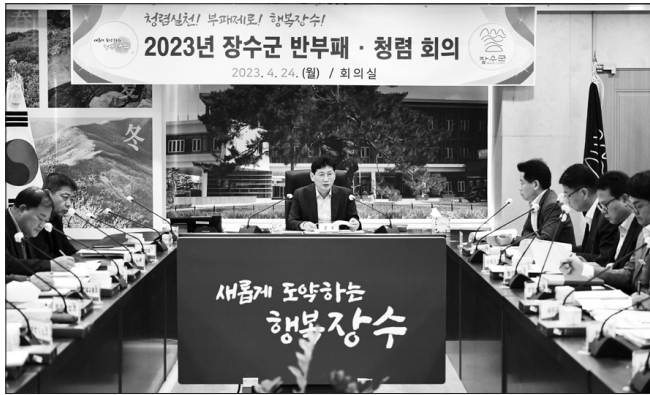 청렴실천! 부패제로! 행복장수!
2023년 장수군 반부패·청렴 회의
장수군
2023. 4. 24.(월) / 회의실
冬
새롭게 도약하는
행복장수